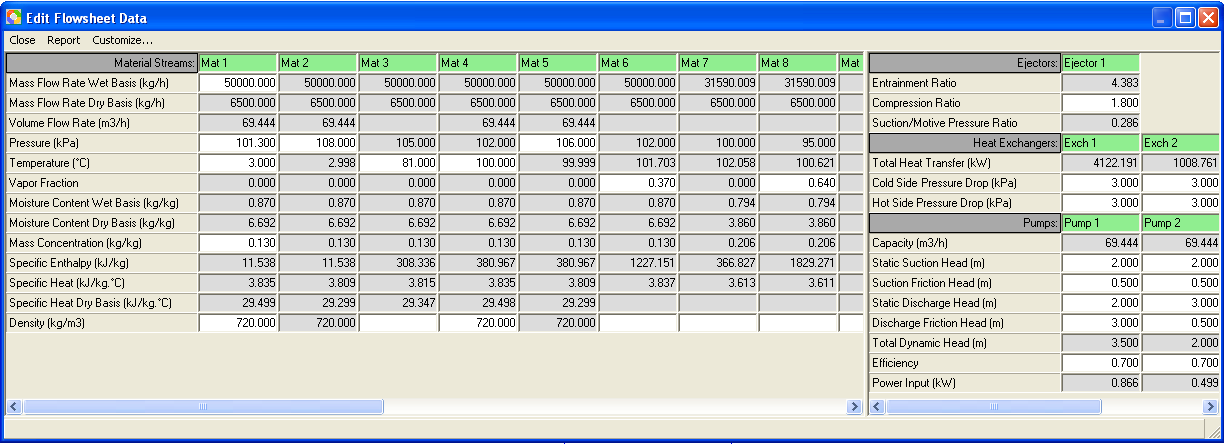 Edit Flowsheet Data
Close Report Customize...
Material Streams: Mat 1 Mat 2 Mat 3 Mat 4 Mat 5 Mat 6 Mat 7 Mat 8 Mat
Mass Flow Rate Wet Basis (kg/h) 50000.000 50000.000 50000.000 50000.000 50000.000 50000.000 31590.009 31590.009
Mass Flow Rate Dry Basis (kg/h) 6500.000 6500.000 6500.000 6500.000 6500.000 6500.000 6500.000 6500.000
Volume Flow Rate (m3/h) 69.444 69.444 69.444 69.444
Pressure (kPa) 101.300 108.000 105.000 102.000 106.000 102.000 100.000 95.000
Temperature (°C) 3.000 2.998 81.000 100.000 99.999 101.703 102.058 100.621
Vapor Fraction 0.000 0.000 0.000 0.000 0.000 0.370 0.000 0.640
Moisture Content Wet Basis (kg/kg) 0.870 0.870 0.870 0.870 0.870 0.870 0.794 0.794
Moisture Content Dry Basis (kg/kg) 6.692 6.692 6.692 6.692 6.692 6.692 3.860 3.860
Mass Concentration (kg/kg) 0.130 0.130 0.130 0.130 0.130 0.130 0.206 0.206
Specific Enthalpy (kJ/kg) 11.538 11.538 308.336 380.967 380.967 1227.151 366.827 1829.271
Specific Heat (kJ/kg.°C) 3.835 3.809 3.815 3.835 3.809 3.837 3.613 3.611
Specific Heat Dry Basis (kJ/kg.°C) 29.499 29.299 29.347 29.498 29.299
Density (kg/m3) 720.000 720.000 720.000 720.000
Ejectors: Ejector 1
Entrainment Ratio 4.383
Compression Ratio 1.800
Suction/Motive Pressure Ratio 0.286
Heat Exchangers: Exch 1 Exch 2
Total Heat Transfer (kW) 4122.191 1008.761
Cold Side Pressure Drop (kPa) 3.000 3.000
Hot Side Pressure Drop (kPa) 3.000 3.000
Pumps: Pump 1 Pump 2
Capacity (m3/h) 69.444 69.444
Static Suction Head (m) 2.000 2.000
Suction Friction Head (m) 0.500 0.500
Static Discharge Head (m) 2.000 3.000
Discharge Friction Head (m) 3.000 0.500
Total Dynamic Head (m) 3.500 2.000
Efficiency 0.700 0.700
Power Input (kW) 0.866 0.499